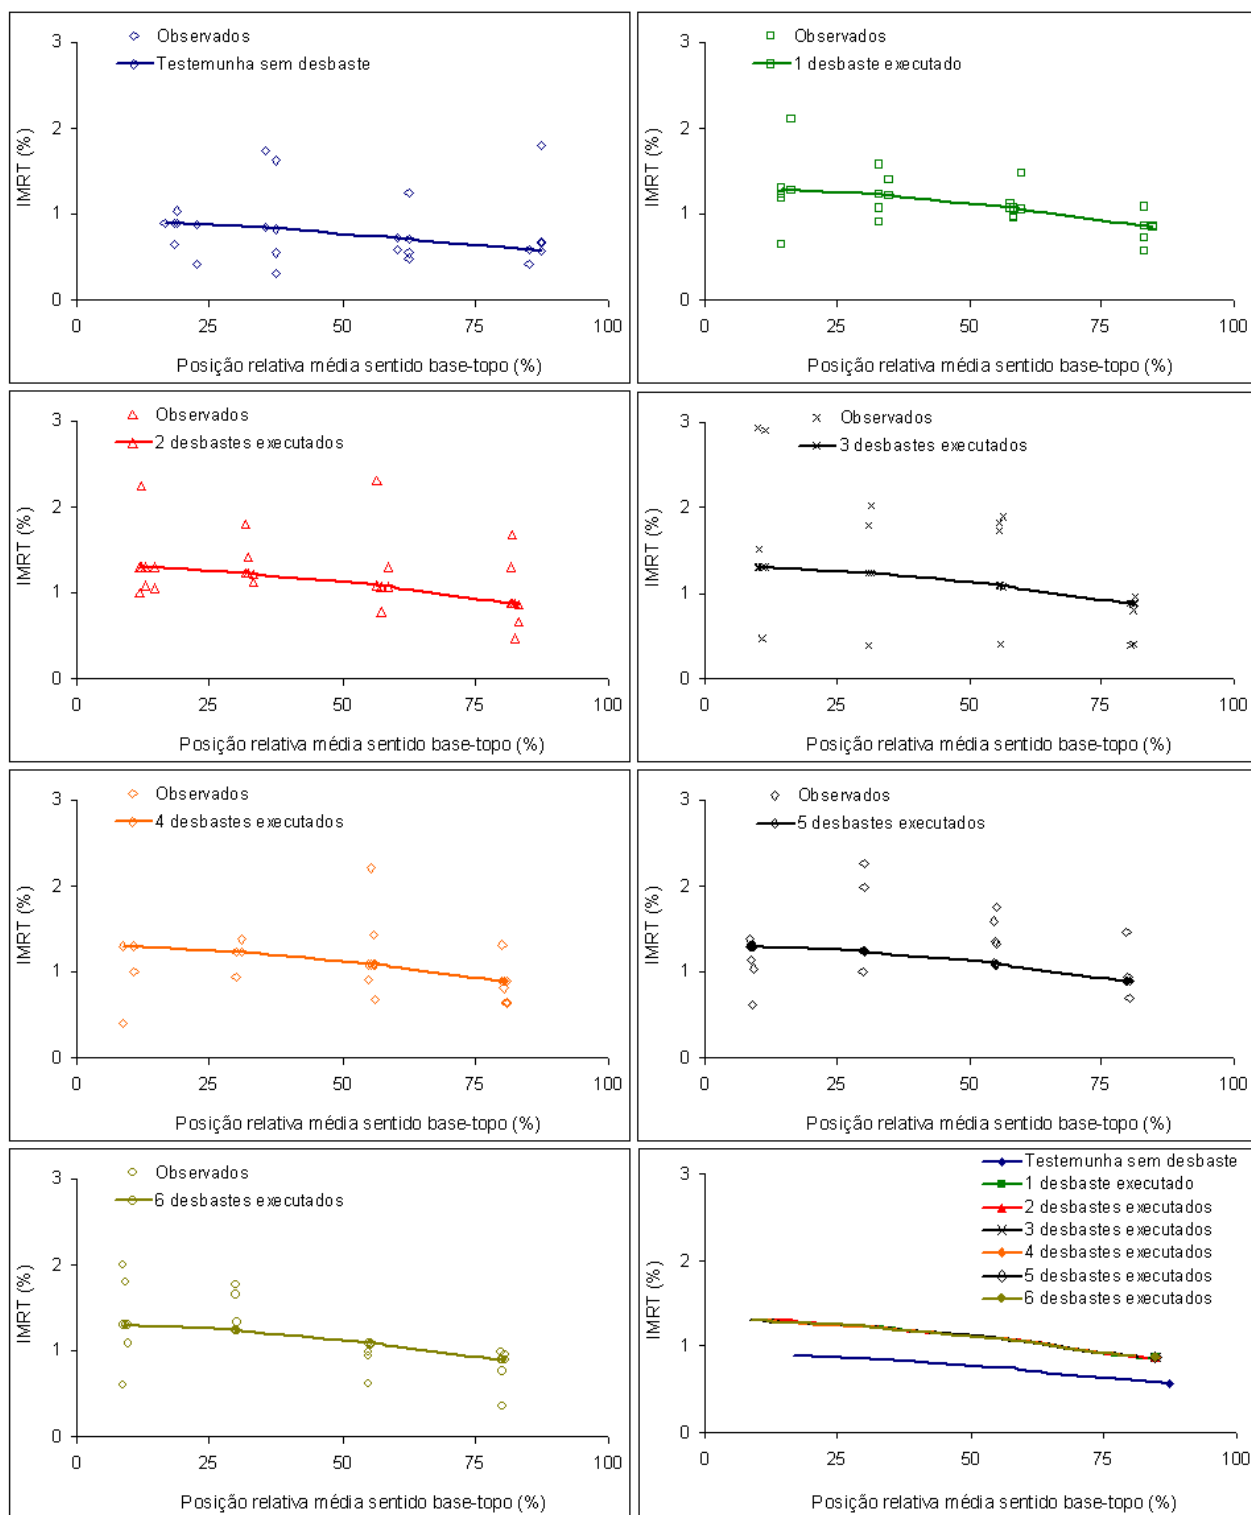 Observados
Testemunha sem desbaste
IMRT (%)
3
2
1
0
0 25 50 75 100
Posição relativa média sentido base-topo (%)
Observados
1 desbaste executado
IMRT (%)
3
2
1
0
0 25 50 75 100
Posição relativa média sentido base-topo (%)
Observados
2 desbastes executados
IMRT (%)
3
2
1
0
0 25 50 75 100
Posição relativa média sentido base-topo (%)
Observados
3 desbastes executados
IMRT (%)
3
2
1
0
0 25 50 75 100
Posição relativa média sentido base-topo (%)
Observados
4 desbastes executados
IMRT (%)
3
2
1
0
0 25 50 75 100
Posição relativa média sentido base-topo (%)
Observados
5 desbastes executados
IMRT (%)
3
2
1
0
0 25 50 75 100
Posição relativa média sentido base-topo (%)
Observados
6 desbastes executados
IMRT (%)
3
2
1
0
0 25 50 75 100
Posição relativa média sentido base-topo (%)
Testemunha sem desbaste
1 desbaste executado
2 desbastes executados
3 desbastes executados
4 desbastes executados
5 desbastes executados
6 desbastes executados
IMRT (%)
3
2
1
0
0 25 50 75 100
Posição relativa média sentido base-topo (%)